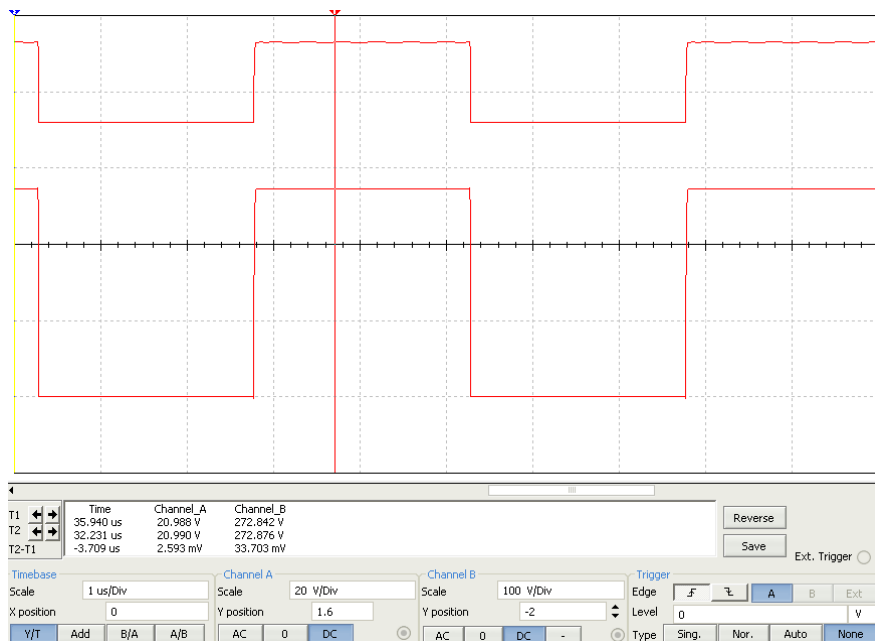 1
2
Time Channel_A Channel_B
T1 35.940 us 20.988 V 272.842 V
T2 32.231 us 20.990 V 272.876 V
T2-T1 -3.709 us 2.593 mV 33.703 mV
Reverse
Save
Ext. Trigger
Timebase
Scale 1 us/Div
X position 0
Y/T Add B/A A/B
Channel A
Scale 20 V/Div
Y position 1.6
AC 0 DC
Channel B
Scale 100 V/Div
Y position -2
AC 0 DC -
Trigger
Edge A B Ext
Level 0 V
Type Sing. Nor. Auto None